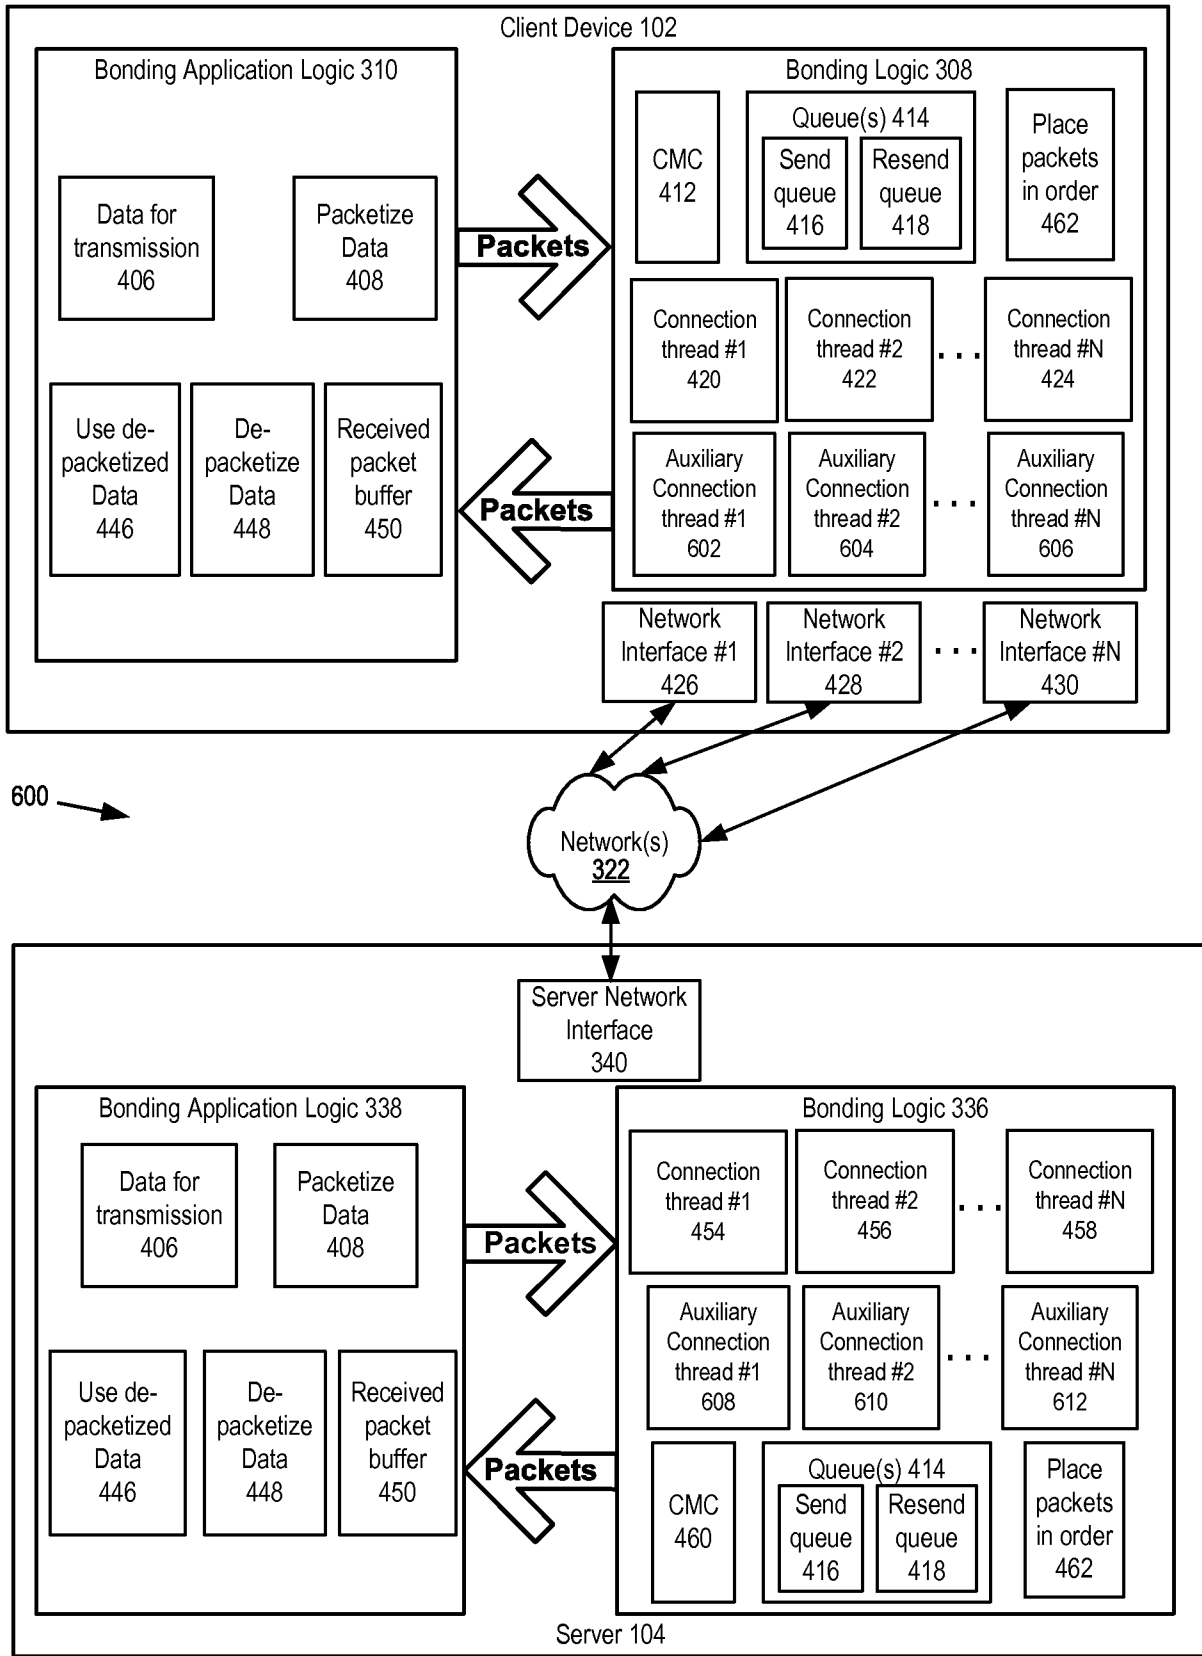 Client Device 102
Bonding Application Logic 310
Data for
transmission
406
Packetize
Data
408
Use de-
packetized
Data
446
De-
packetize
Data
448
Received
packet
buffer
450
Packets
Packets
Bonding Logic 308
CMC
412
Queue(s) 414
Send
queue
416
Resend
queue
418
Place
packets
in order
462
Connection
thread #1
420
Connection
thread #2
422
. . .
Connection
thread #N
424
Auxiliary
Connection
thread #1
602
Auxiliary
Connection
thread #2
604
. . .
Auxiliary
Connection
thread #N
606
Network
Interface #1
426
Network
Interface #2
428
. . .
Network
Interface #N
430
600
Network(s)
322
Server Network
Interface
340
Bonding Application Logic 338
Data for
transmission
406
Packetize
Data
408
Use de-
packetized
Data
446
De-
packetize
Data
448
Received
packet
buffer
450
Packets
Packets
Bonding Logic 336
Connection
thread #1
454
Connection
thread #2
456
. . .
Connection
thread #N
458
Auxiliary
Connection
thread #1
608
Auxiliary
Connection
thread #2
610
. . .
Auxiliary
Connection
thread #N
612
CMC
460
Queue(s) 414
Send
queue
416
Resend
queue
418
Place
packets
in order
462
Server 104